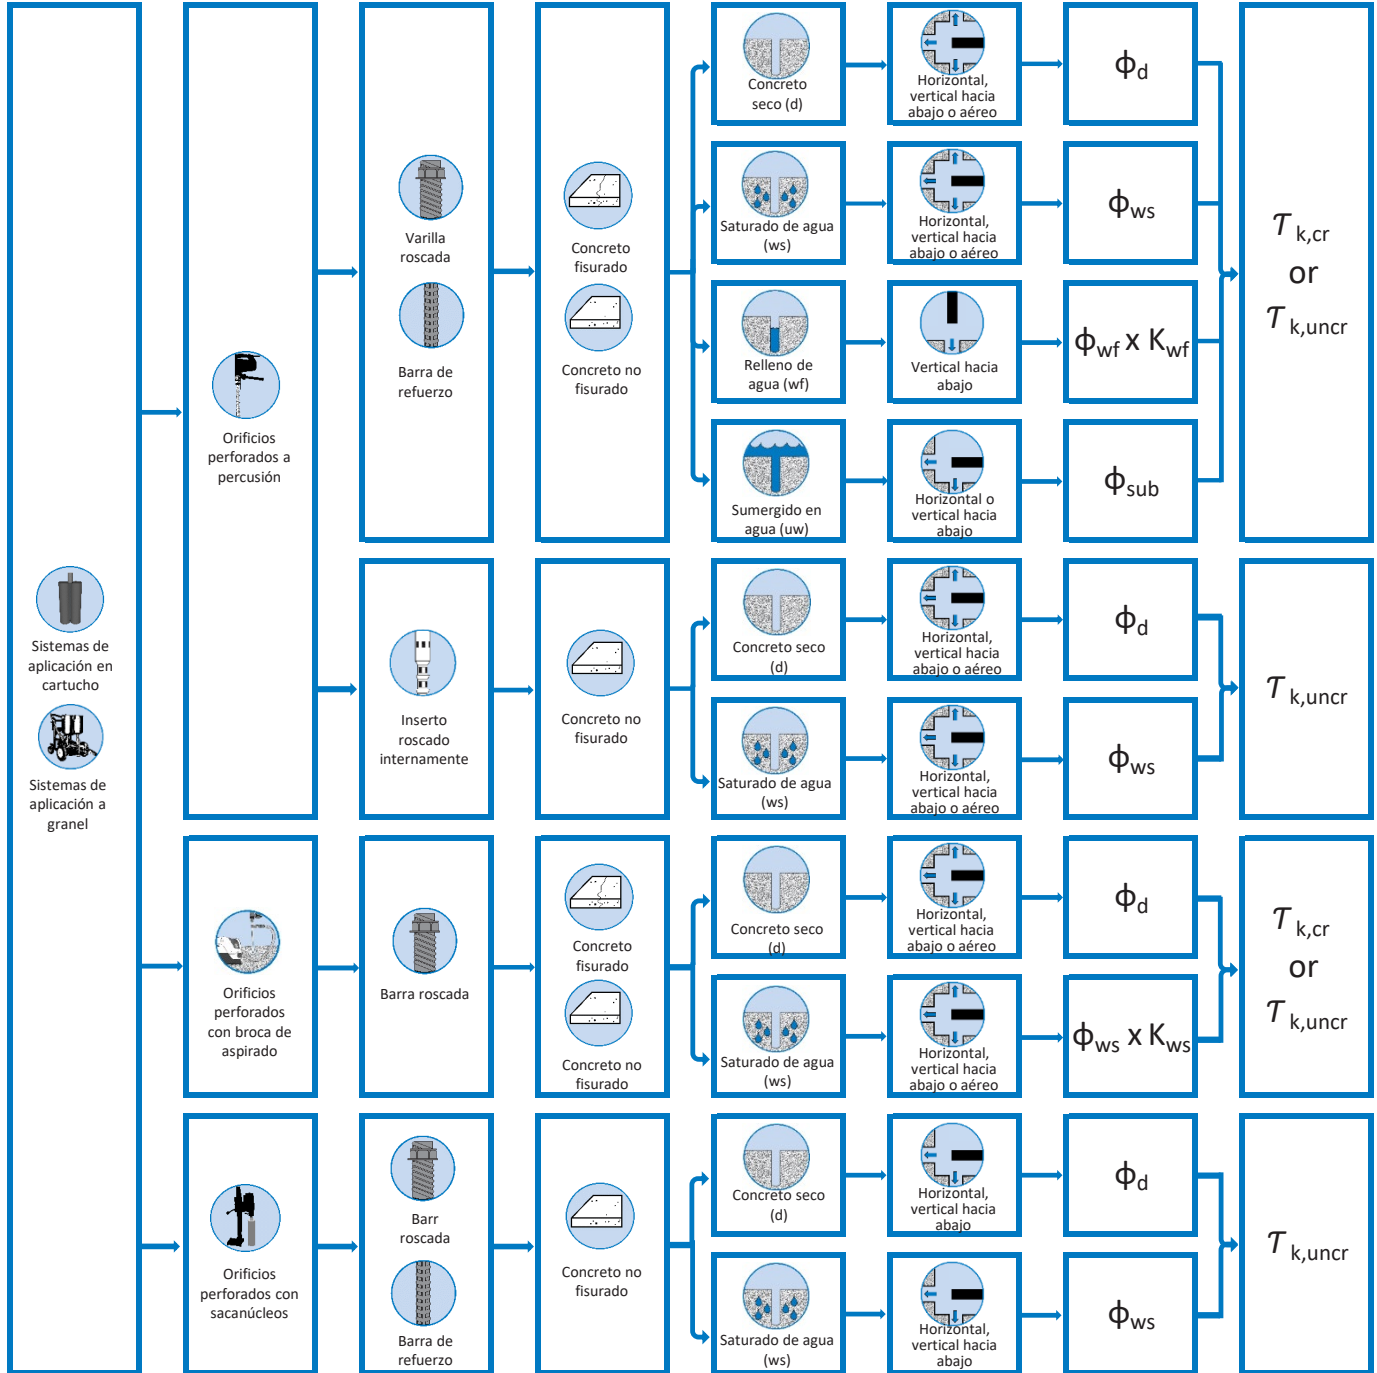 Sistemas de
aplicación en
cartucho
Sistemas de
aplicación a
granel
Orificios
perforados a
percusión
Varilla
roscada
Barra de
refuerzo
Concreto
fisurado
Concreto no
fisurado
Concreto
seco (d)
Horizontal,
vertical hacia
abajo o aéreo
ϕd
Saturado de agua
(ws)
Horizontal,
vertical hacia
abajo o aéreo
ϕws
Relleno de
agua (wf)
Vertical hacia
abajo
ϕwf x Kwf
Sumergido en
agua (uw)
Horizontal o
vertical hacia
abajo
ϕsub
τ k,cr
or
τ k,uncr
Inserto
roscado
internamente
Concreto no
fisurado
Concreto seco
(d)
Horizontal,
vertical hacia
abajo o aéreo
ϕd
Saturado de agua
(ws)
Horizontal,
vertical hacia
abajo o aéreo
ϕws
τ k,uncr
Orificios
perforados
con broca de
aspirado
Barra roscada
Concreto
fisurado
Concreto no
fisurado
Concreto seco
(d)
Horizontal,
vertical hacia
abajo o aéreo
ϕd
Saturado de agua
(ws)
Horizontal,
vertical hacia
abajo o aéreo
ϕws x Kws
τ k,cr
or
τ k,uncr
Orificios
perforados con
sacanúcleos
Barr
roscada
Barra de
refuerzo
Concreto no
fisurado
Concreto seco
(d)
Horizontal,
vertical hacia
abajo
ϕd
Saturado de agua
(ws)
Horizontal,
vertical hacia
abajo
ϕws
τ k,uncr